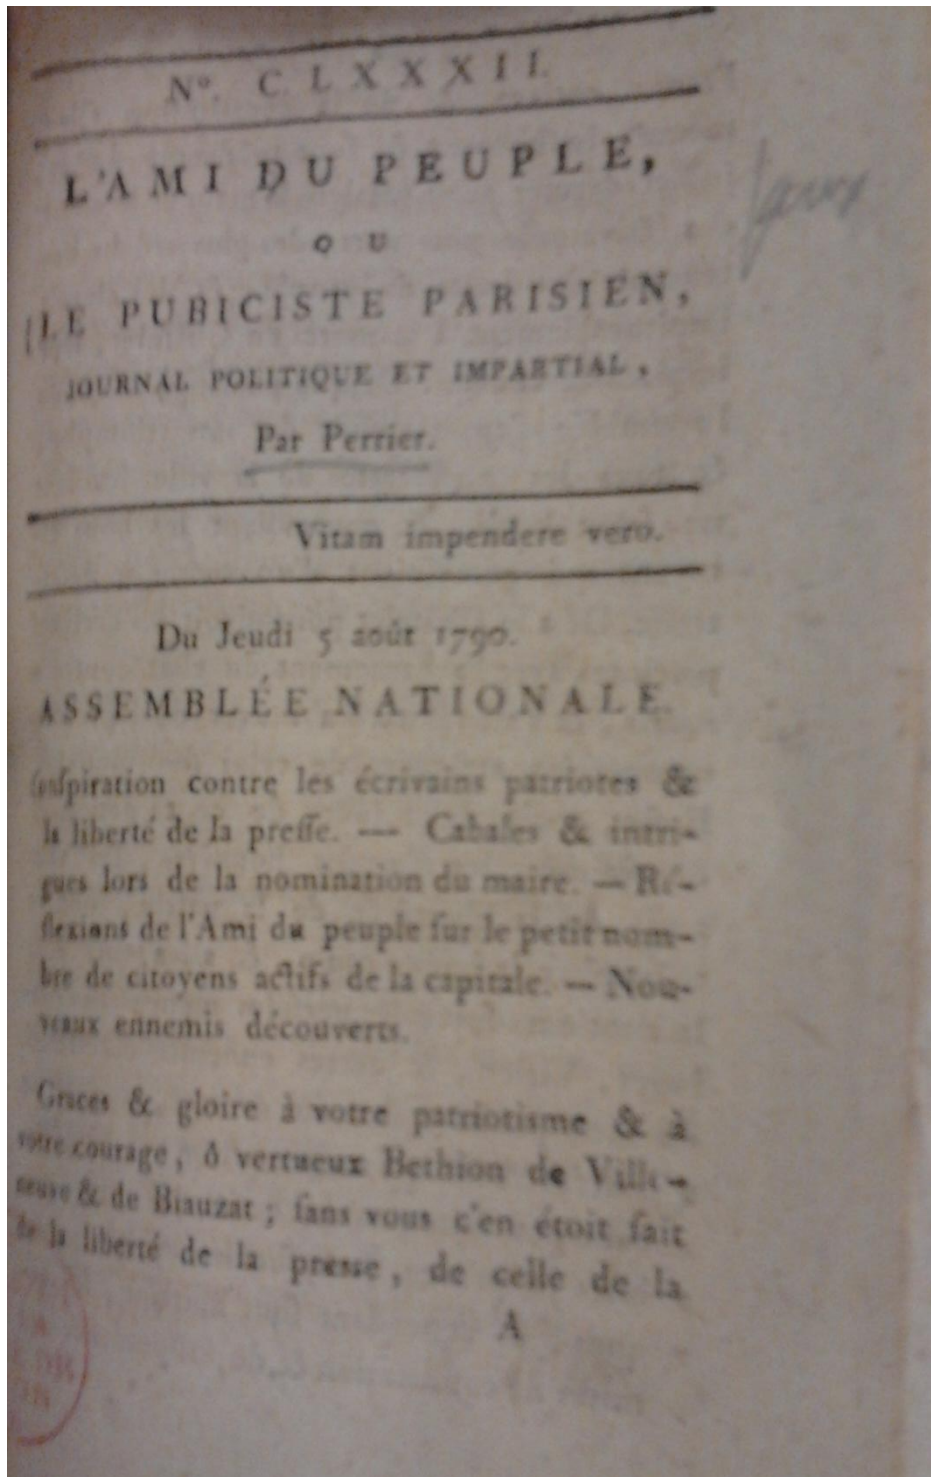 Nº. CLXXXII.
L'AMI DU PEUPLE,
OU
LE PUBICISTE PARISIEN,
JOURNAL POLITIQUE ET IMPARTIAL,
Par Perrier.
Vitam impendere vero.
Du Jeudi 5 août 1790.
ASSEMBLÉE NATIONALE.
Conſpiration contre les écrivains patriotes &
la liberté de la preſſe. — Cabales & intri-
gues lors de la nomination du maire. — Ré-
flexions de l'Ami du peuple ſur le petit nom-
bre de citoyens actifs de la capitale. — Nou-
veaux ennemis découverts.
Graces & gloire à votre patriotisme & à
votre courage, ô vertueux Bethion de Ville-
neuve & de Biauzat ; ſans vous c'en étoit fait
de la liberté de la presse, de celle de la
A